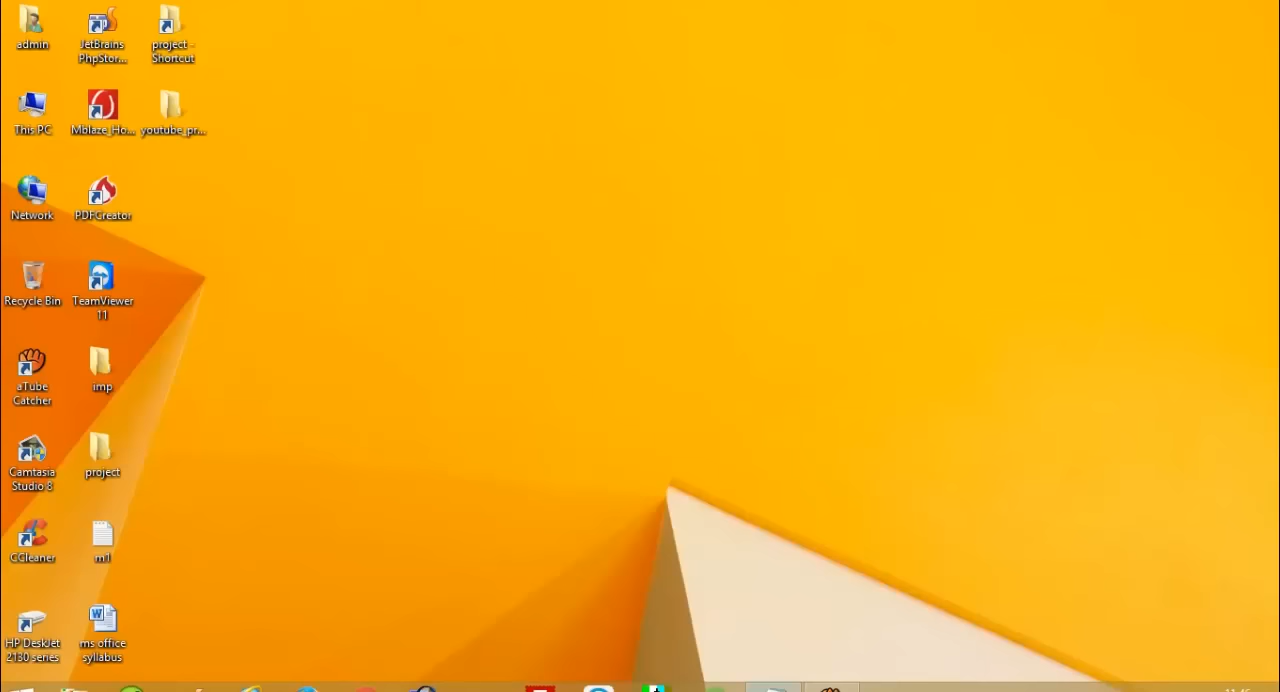 admin
JetBrains
PhpStor...
project -
Shortcut
This PC
Mblaze_Ho...
youtube_pr...
Network
PDFCreator
Recycle Bin
TeamViewer
11
aTube
Catcher
imp
Camtasia
Studio 8
project
CCleaner
m1
HP DeskJet
2130 series
ms office
syllabus